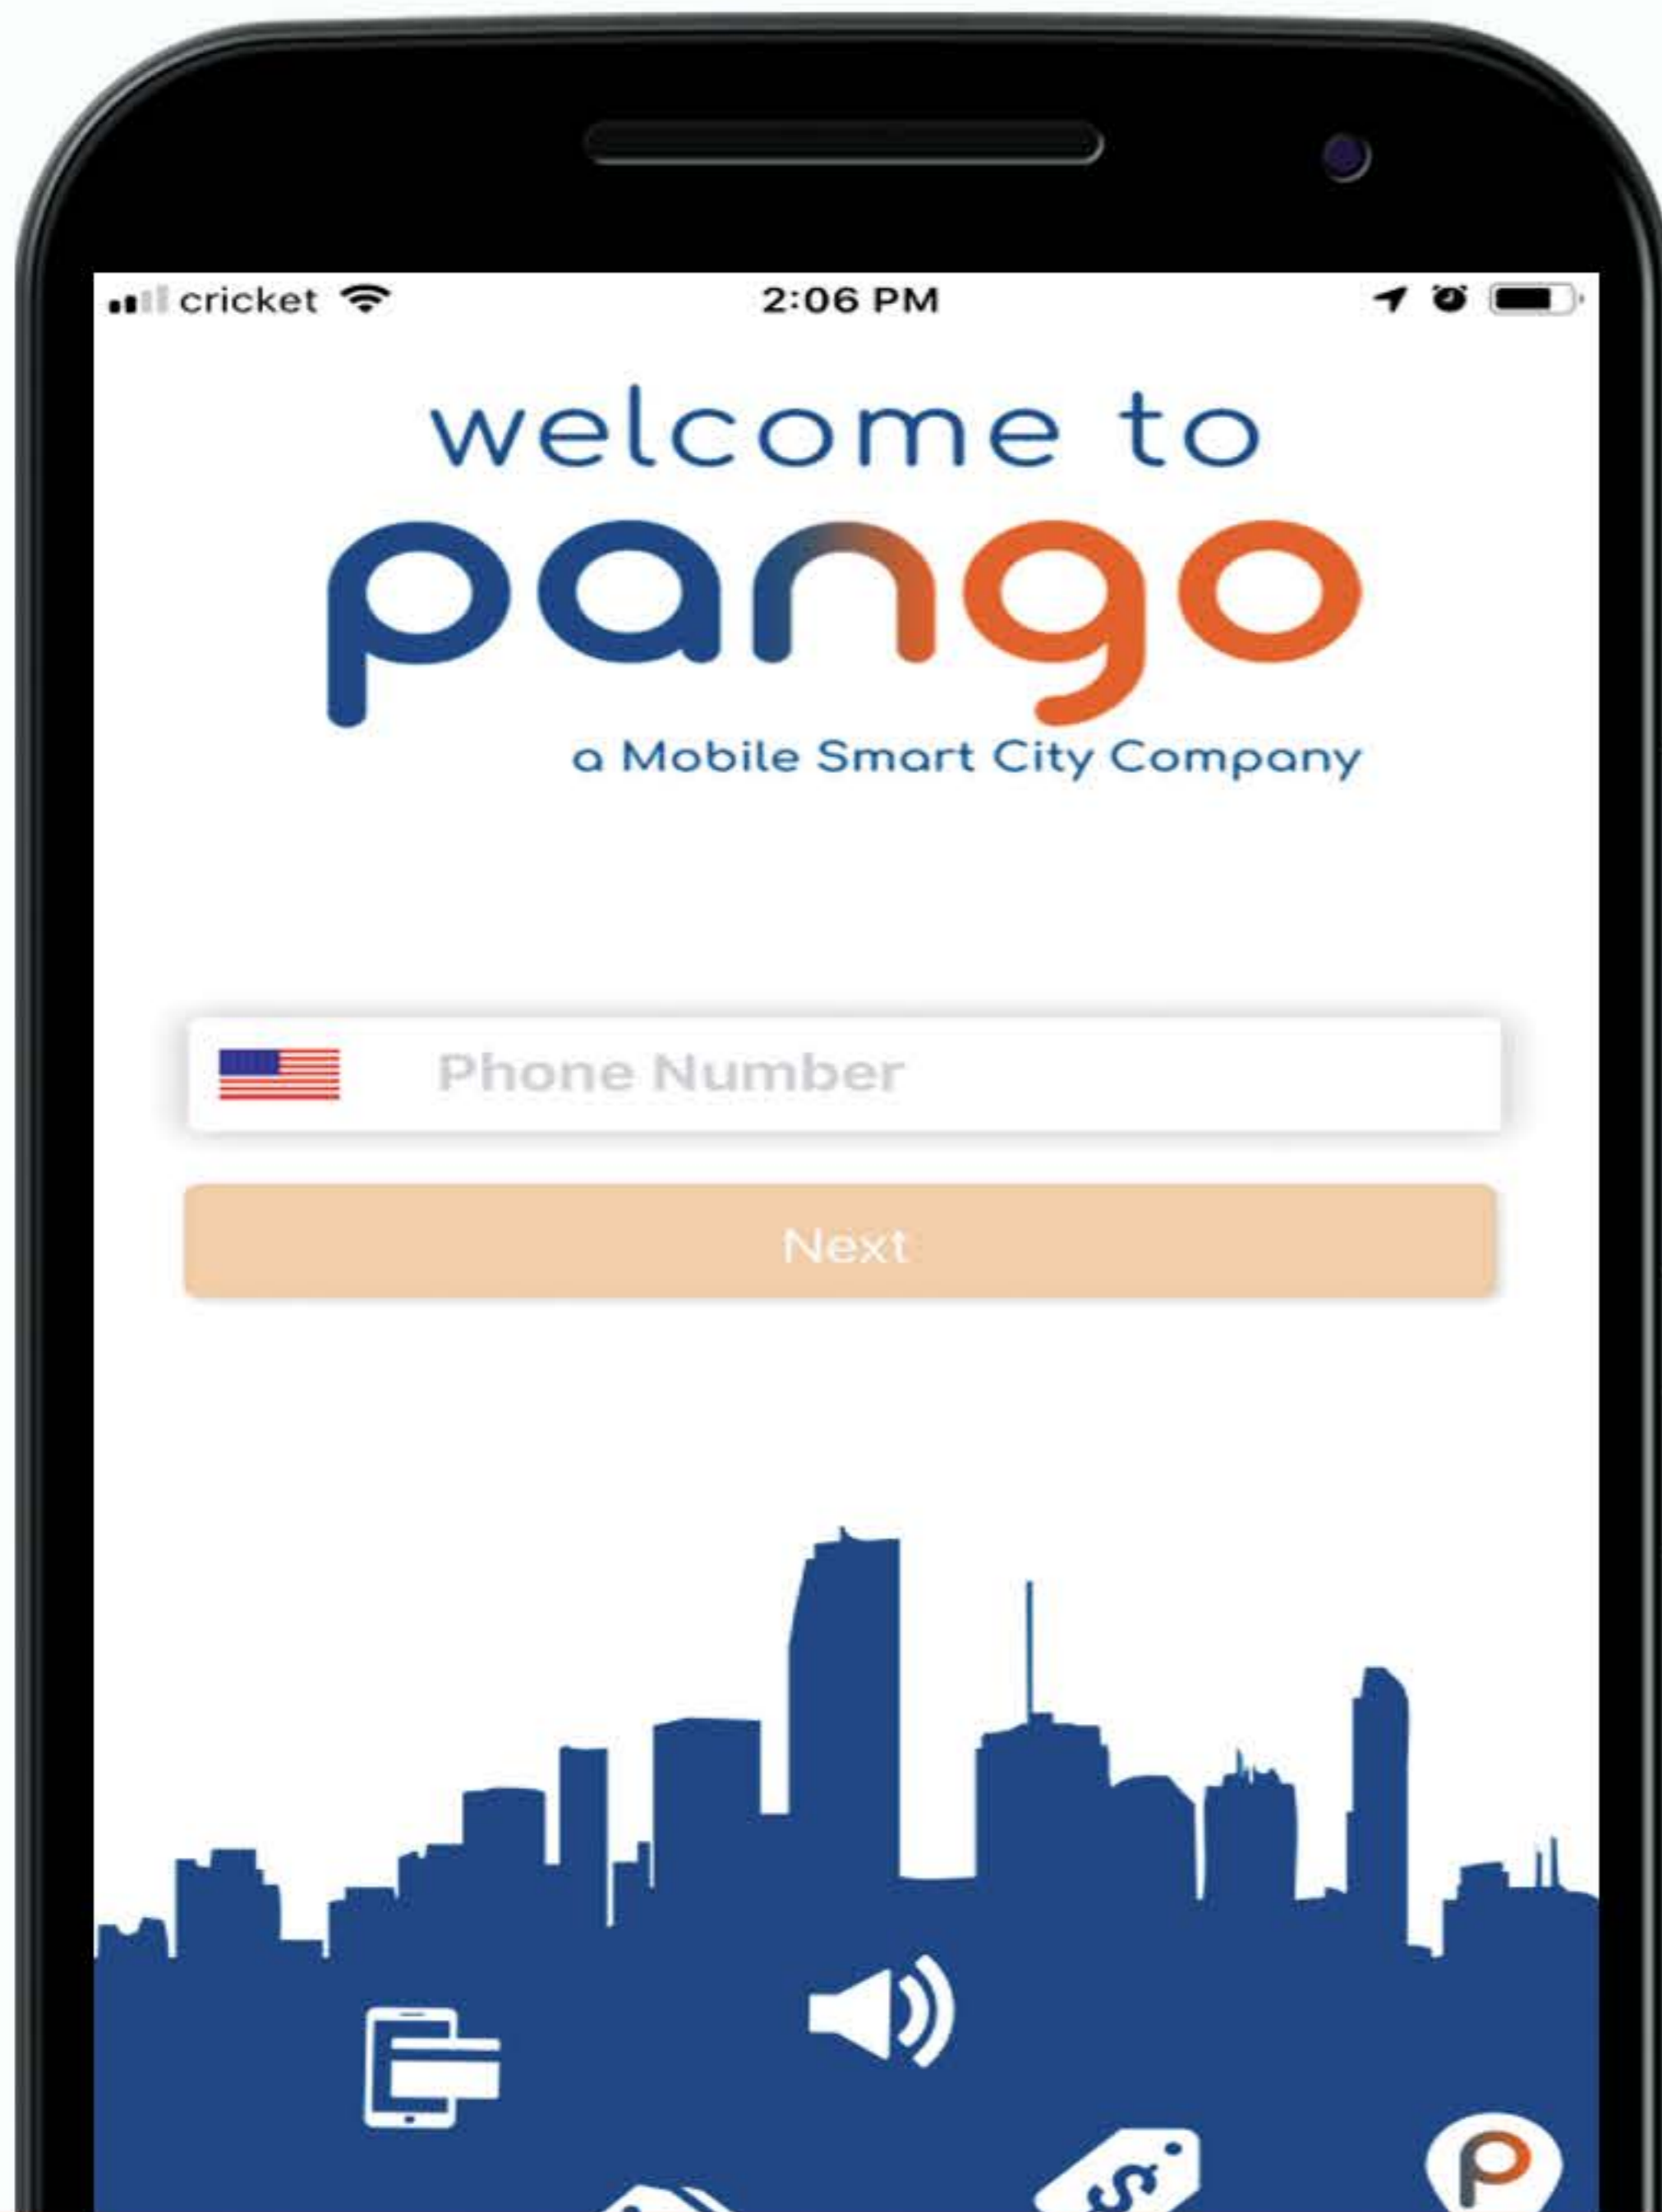 cricket 2:06 PM
welcome to
pango
a Mobile Smart City Company
Phone Number
Next
$
P